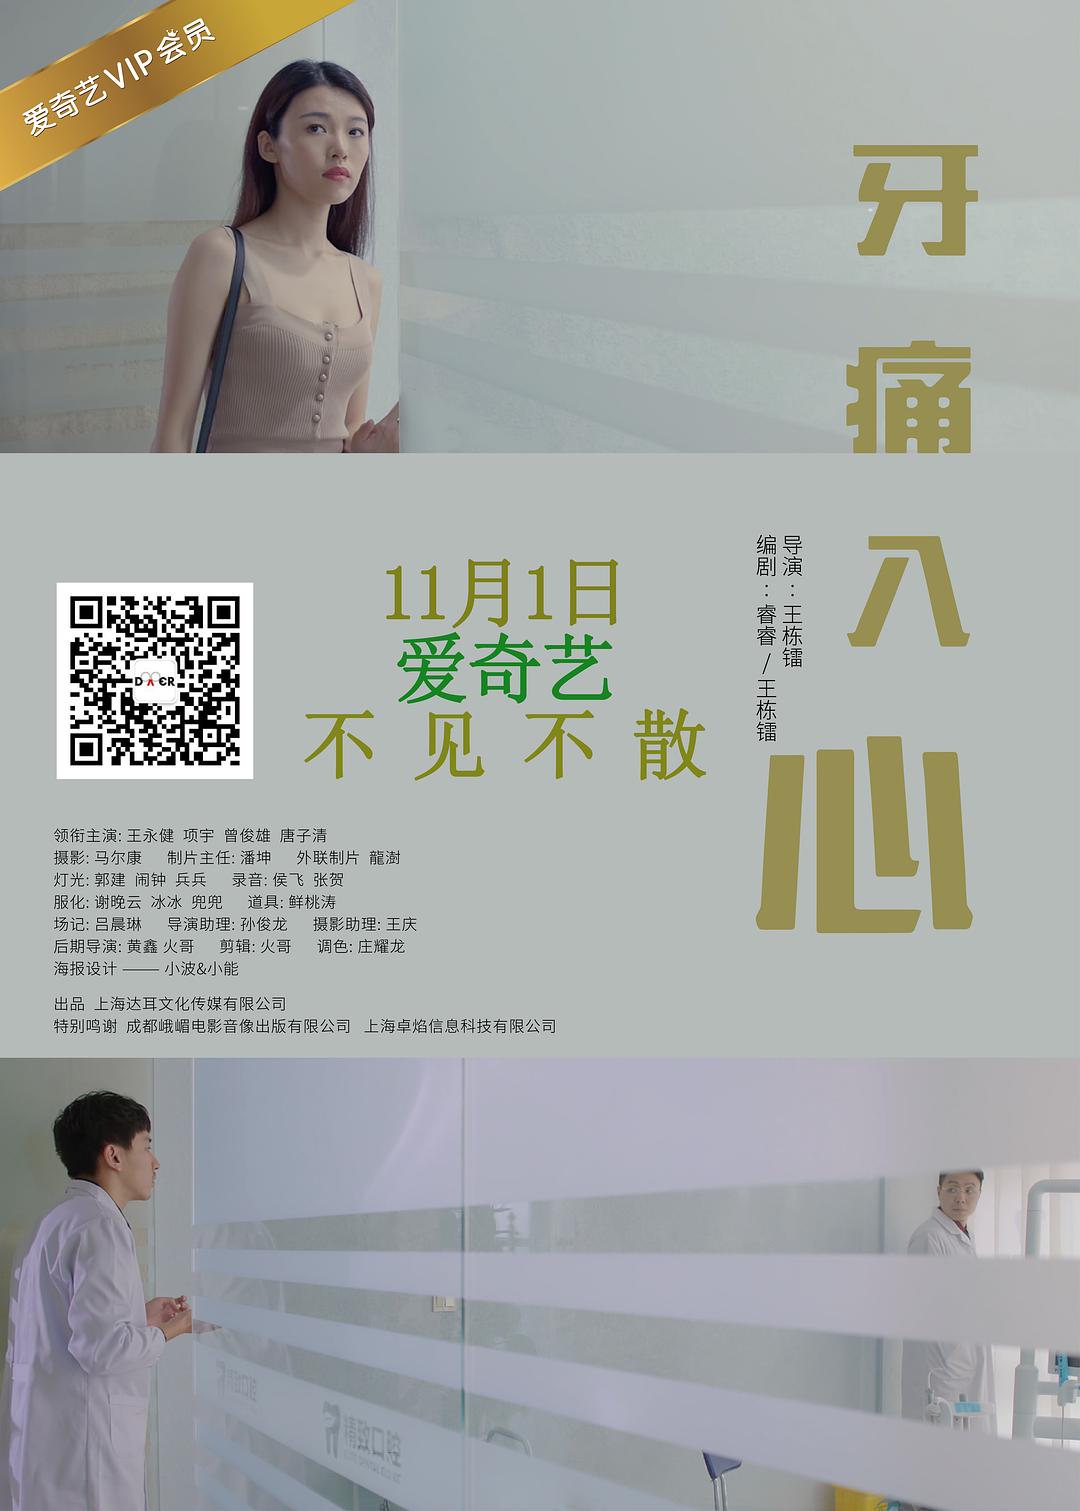 爱奇艺VIP会员
牙痛入心
导演：王栋镭
编剧：睿睿/王栋镭
11月1日
爱奇艺
不见不散
DAER
领衔主演: 王永健 项宇 曾俊雄 唐子清
摄影: 马尔康 制片主任: 潘坤 外联制片 龍澍
灯光: 郭建 闹钟 兵兵 录音: 侯飞 张贺
服化: 谢晚云 冰冰 兜兜 道具: 鲜桃涛
场记: 吕晨琳 导演助理: 孙俊龙 摄影助理: 王庆
后期导演: 黄鑫 火哥 剪辑: 火哥 调色: 庄耀龙
海报设计 —— 小波&小能
出品 上海达耳文化传媒有限公司
特别鸣谢 成都峨嵋电影音像出版有限公司 上海卓焰信息科技有限公司
精致口腔